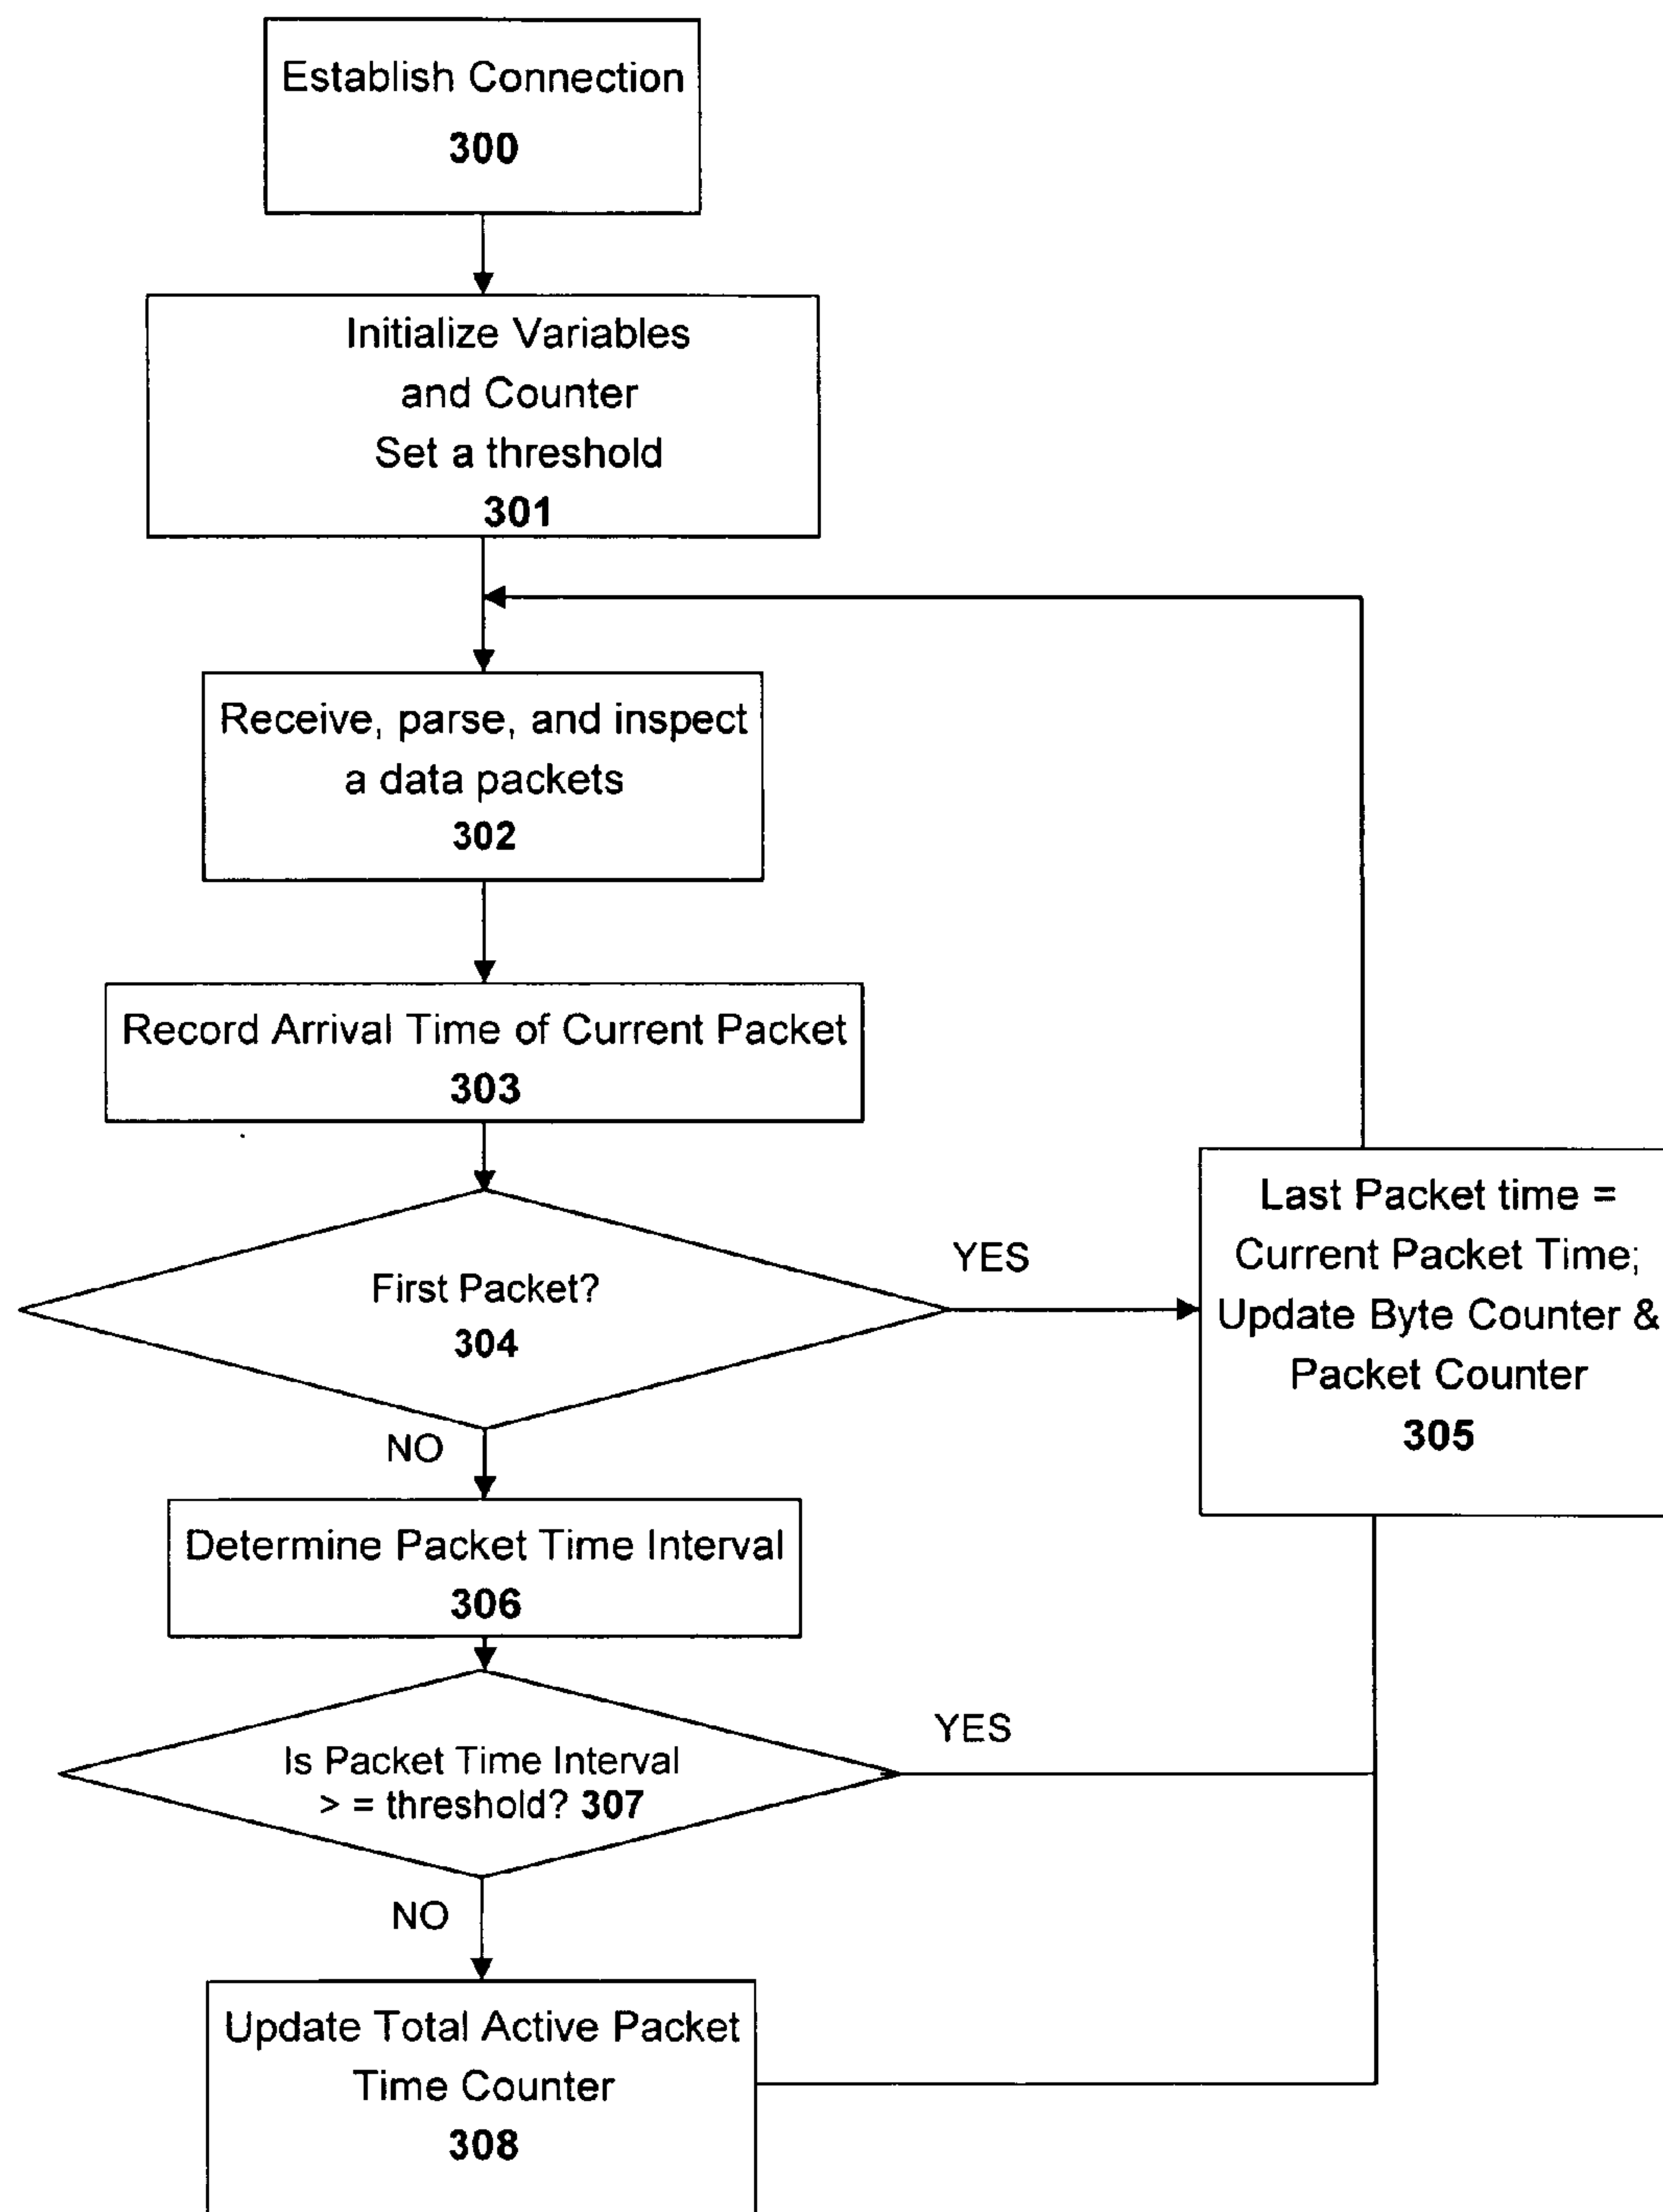 Establish Connection
300
Initialize Variables
and Counter
Set a threshold
301
Receive, parse, and inspect
a data packets
302
Record Arrival Time of Current Packet
303
First Packet?
304
YES
Last Packet time =
Current Packet Time;
Update Byte Counter &
Packet Counter
305
NO
Determine Packet Time Interval
306
Is Packet Time Interval
> = threshold? 307
YES
NO
Update Total Active Packet
Time Counter
308